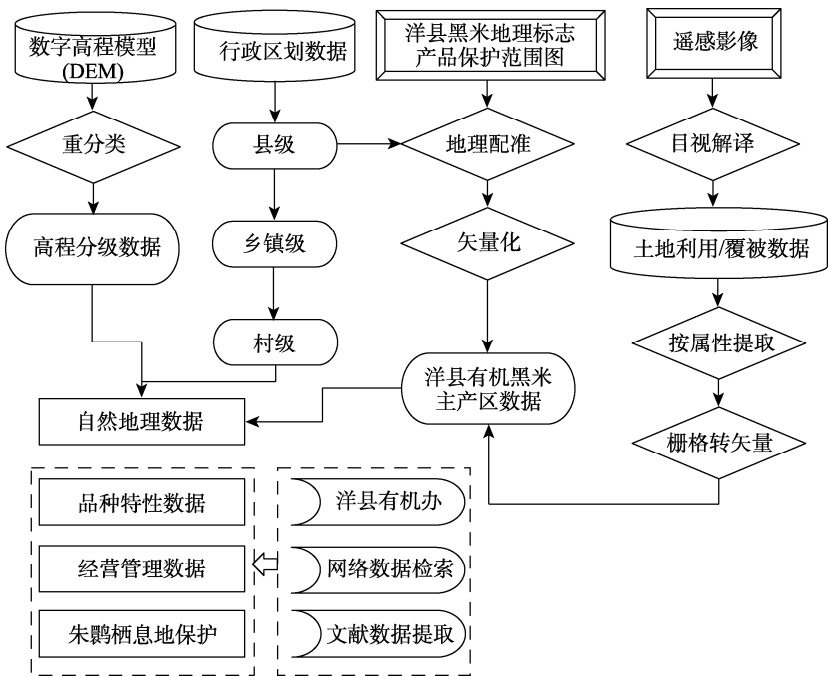 数字高程模型
(DEM)
行政区划数据
洋县黑米地理标志
产品保护范围图
遥感影像
重分类
县级
地理配准
目视解译
高程分级数据
乡镇级
矢量化
土地利用/覆被数据
村级
按属性提取
洋县有机黑米
主产区数据
自然地理数据
栅格转矢量
品种特性数据
洋县有机办
经营管理数据
网络数据检索
朱鹮栖息地保护
文献数据提取